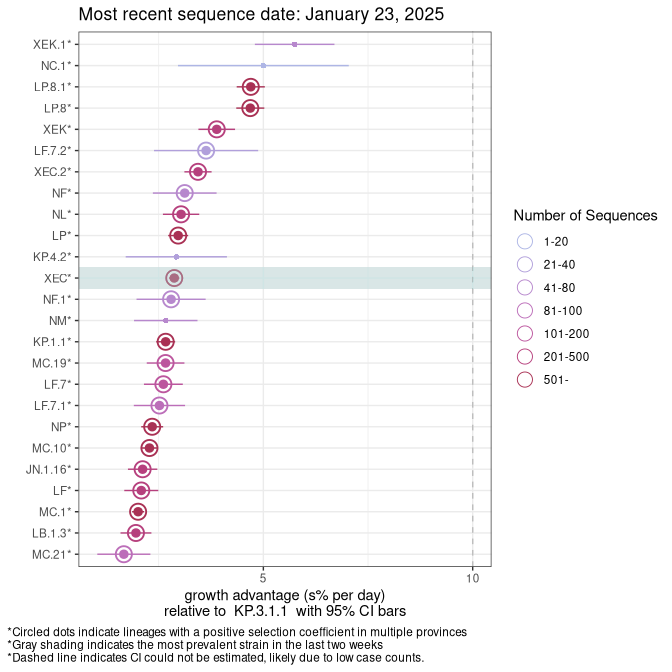 Most recent sequence date: January 23, 2025
XEK.1*
NC.1*
LP.8.1*
LP.8*
XEK*
LF.7.2*
XEC.2*
NF*
NL*
LP*
KP.4.2*
XEC*
NF.1*
NM*
KP.1.1*
MC.19*
LF.7*
LF.7.1*
NP*
MC.10*
JN.1.16*
LF*
MC.1*
LB.1.3*
MC.21*
5
10
growth advantage (s% per day)
relative to KP.3.1.1 with 95% CI bars
Number of Sequences
1-20
21-40
41-80
81-100
101-200
201-500
501-
*Circled dots indicate lineages with a positive selection coefficient in multiple provinces
*Gray shading indicates the most prevalent strain in the last two weeks
*Dashed line indicates CI could not be estimated, likely due to low case counts.